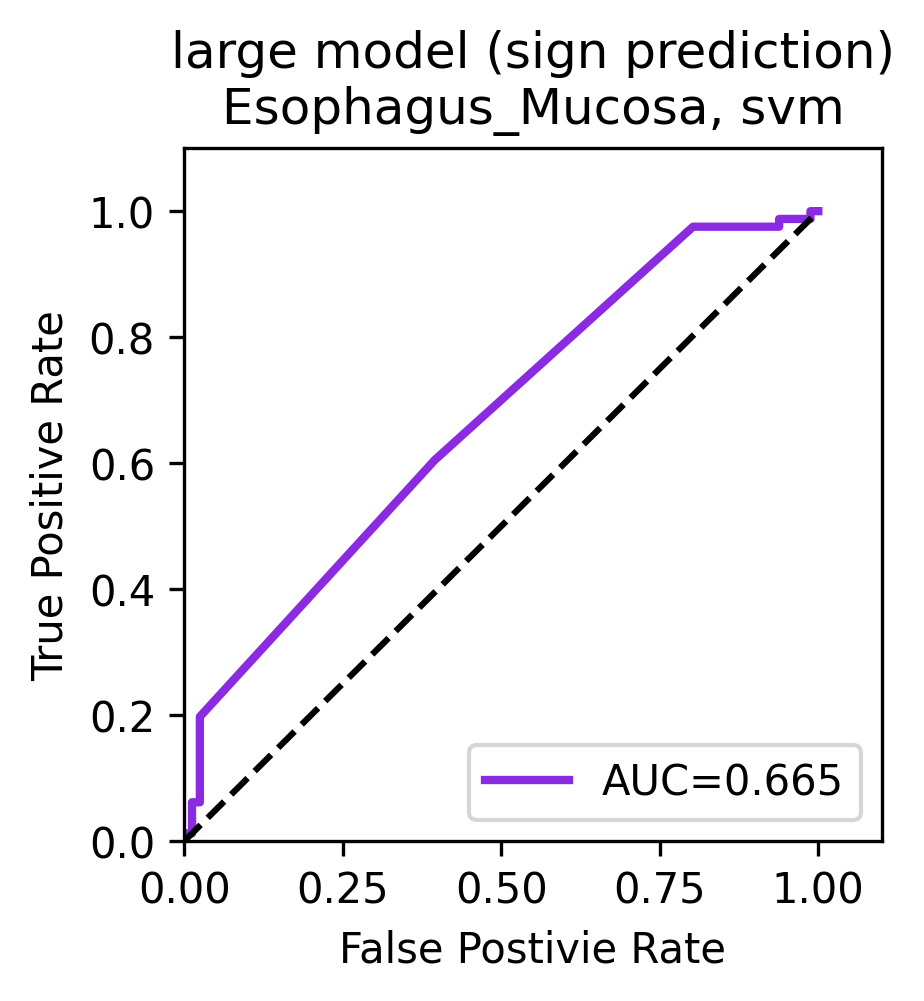 large model (sign prediction)
Esophagus_Mucosa, svm
1.0
0.8
0.6
0.4
0.2
0.0
True Positive Rate
AUC=0.665
0.00 0.25 0.50 0.75 1.00
False Postivie Rate